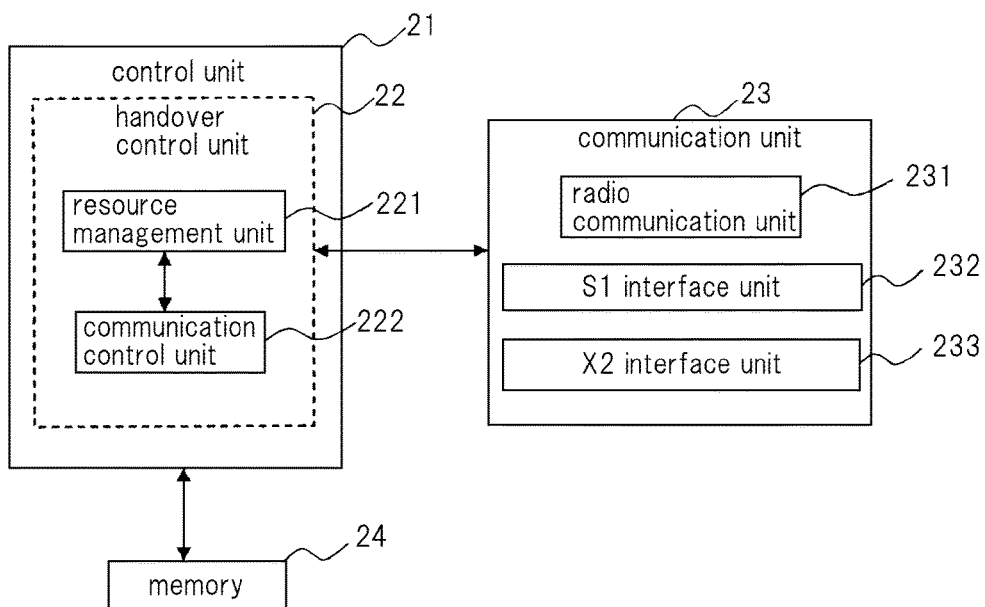 21
control unit
22
handover
control unit
resource
management unit
221
communication
control unit
222
23
communication unit
radio
communication unit
231
S1 interface unit
232
X2 interface unit
233
24
memory